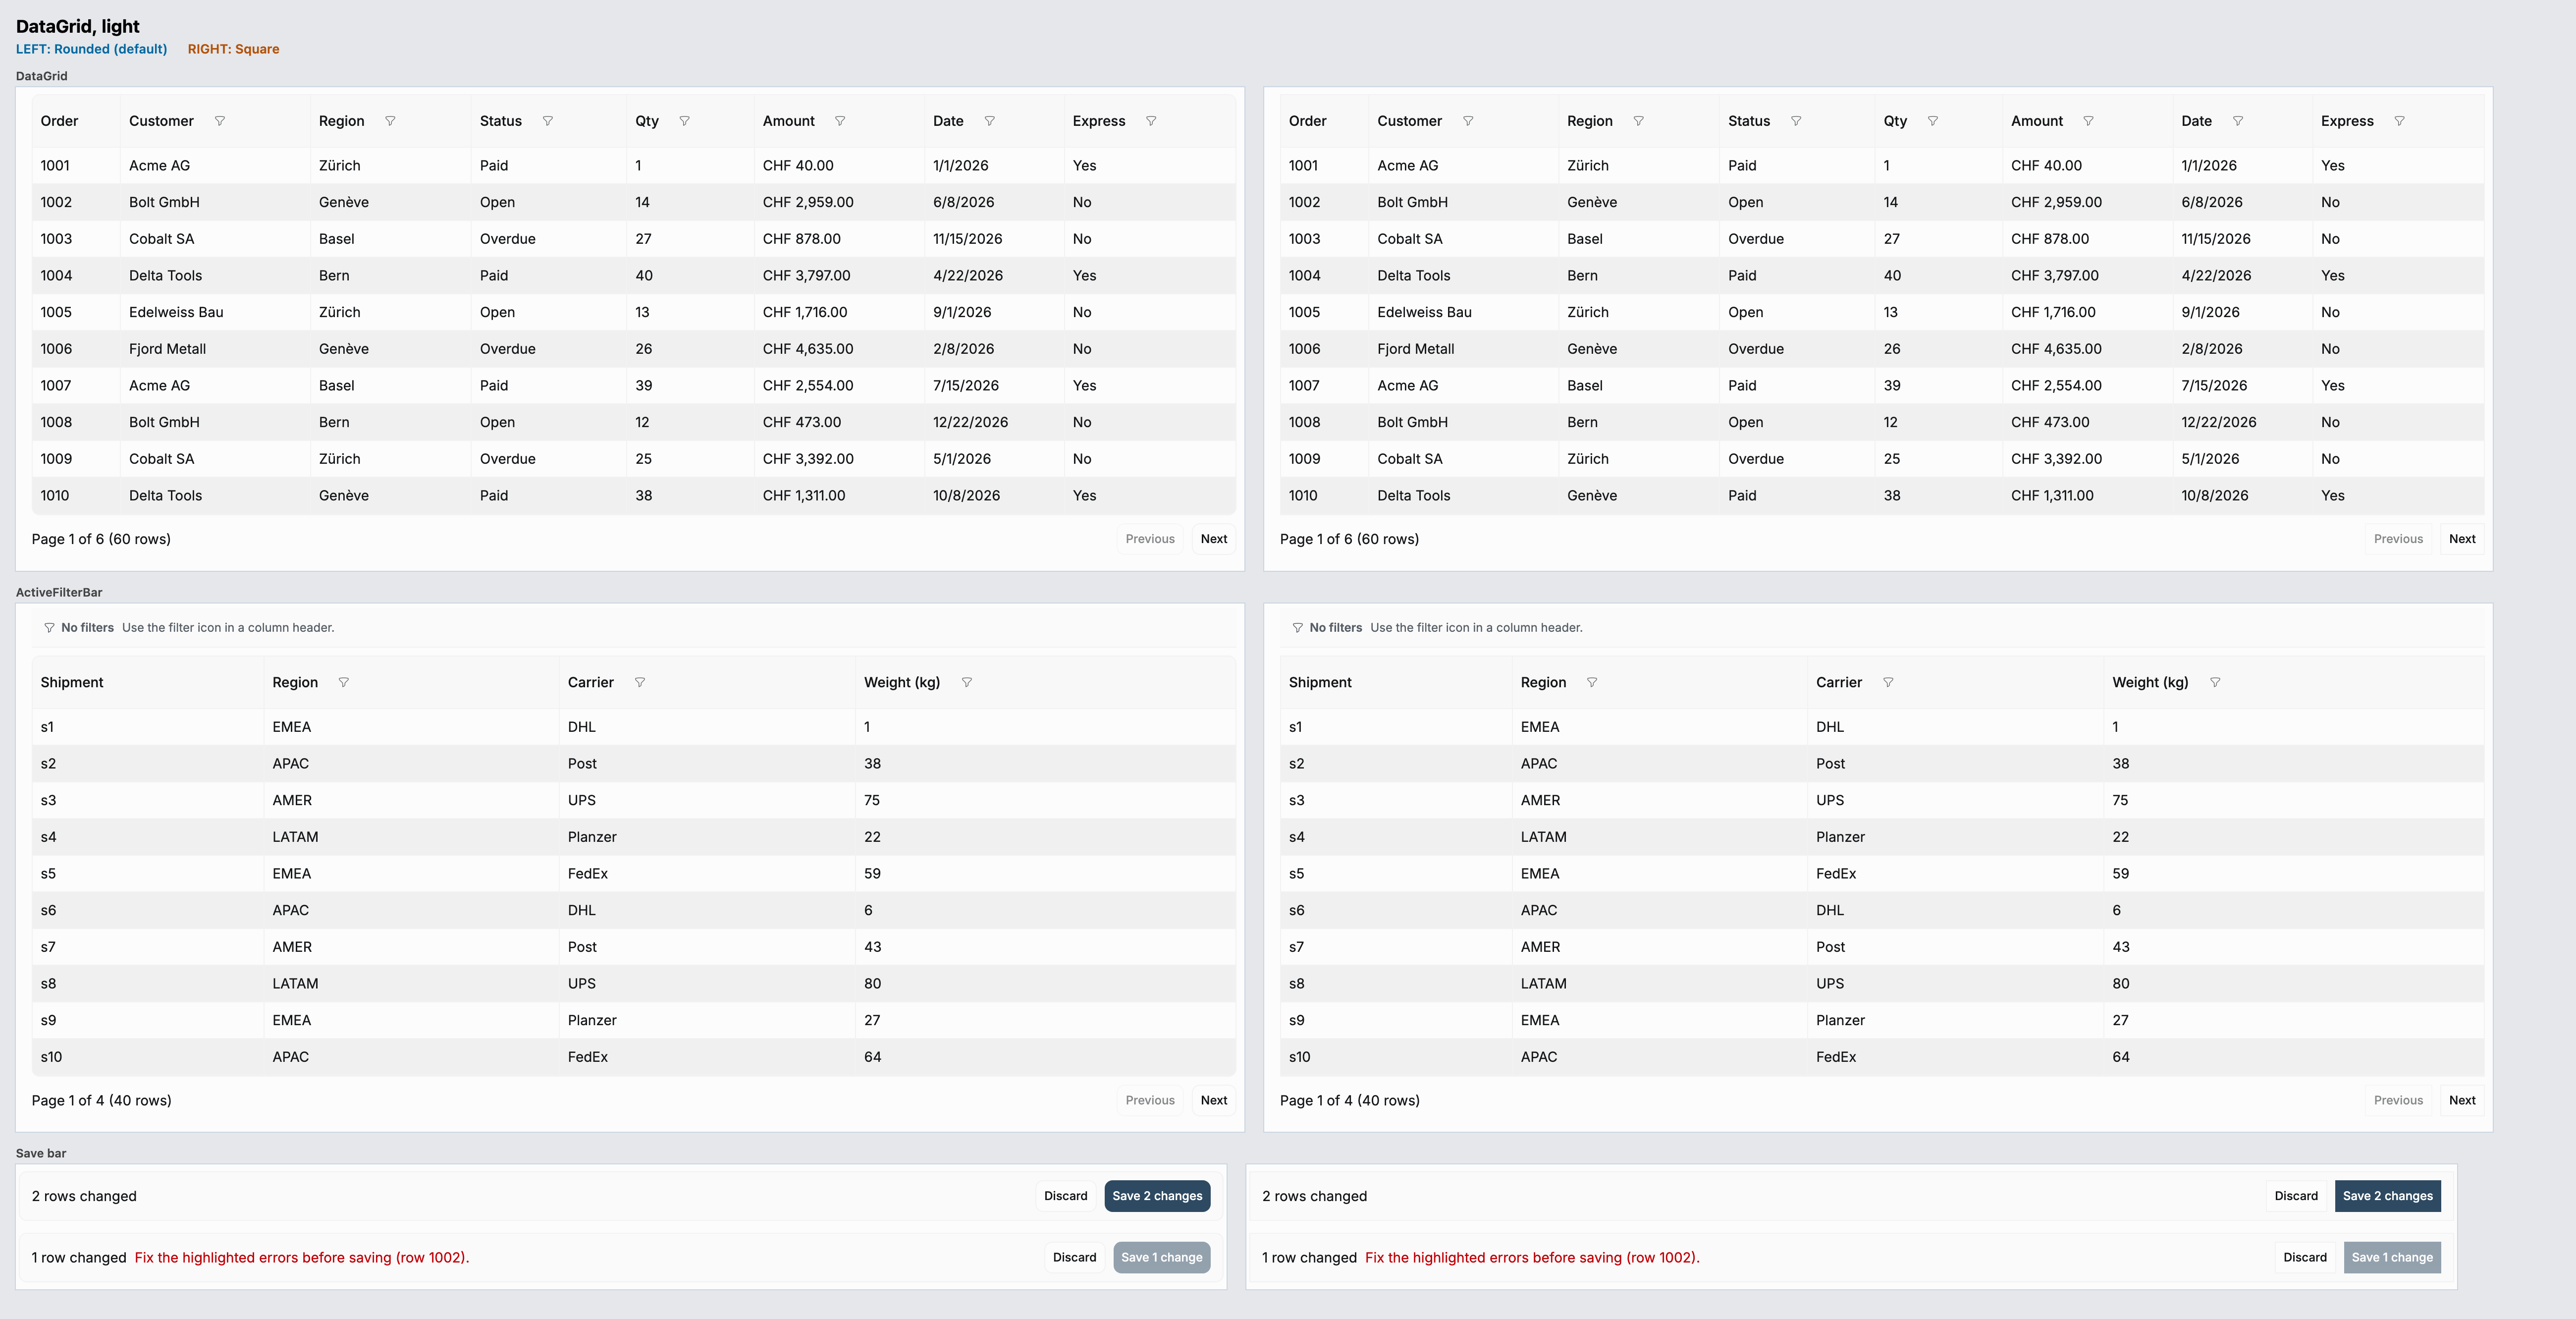 DataGrid, light
LEFT: Rounded (default) RIGHT: Square
DataGrid
Order Customer Region Status Qty Amount Date Express
1001 Acme AG Zürich Paid 1 CHF 40.00 1/1/2026 Yes
1002 Bolt GmbH Genève Open 14 CHF 2,959.00 6/8/2026 No
1003 Cobalt SA Basel Overdue 27 CHF 878.00 11/15/2026 No
1004 Delta Tools Bern Paid 40 CHF 3,797.00 4/22/2026 Yes
1005 Edelweiss Bau Zürich Open 13 CHF 1,716.00 9/1/2026 No
1006 Fjord Metall Genève Overdue 26 CHF 4,635.00 2/8/2026 No
1007 Acme AG Basel Paid 39 CHF 2,554.00 7/15/2026 Yes
1008 Bolt GmbH Bern Open 12 CHF 473.00 12/22/2026 No
1009 Cobalt SA Zürich Overdue 25 CHF 3,392.00 5/1/2026 No
1010 Delta Tools Genève Paid 38 CHF 1,311.00 10/8/2026 Yes
Page 1 of 6 (60 rows) Previous Next
Order Customer Region Status Qty Amount Date Express
1001 Acme AG Zürich Paid 1 CHF 40.00 1/1/2026 Yes
1002 Bolt GmbH Genève Open 14 CHF 2,959.00 6/8/2026 No
1003 Cobalt SA Basel Overdue 27 CHF 878.00 11/15/2026 No
1004 Delta Tools Bern Paid 40 CHF 3,797.00 4/22/2026 Yes
1005 Edelweiss Bau Zürich Open 13 CHF 1,716.00 9/1/2026 No
1006 Fjord Metall Genève Overdue 26 CHF 4,635.00 2/8/2026 No
1007 Acme AG Basel Paid 39 CHF 2,554.00 7/15/2026 Yes
1008 Bolt GmbH Bern Open 12 CHF 473.00 12/22/2026 No
1009 Cobalt SA Zürich Overdue 25 CHF 3,392.00 5/1/2026 No
1010 Delta Tools Genève Paid 38 CHF 1,311.00 10/8/2026 Yes
Page 1 of 6 (60 rows) Previous Next
ActiveFilterBar
No filters Use the filter icon in a column header.
Shipment Region Carrier Weight (kg)
s1 EMEA DHL 1
s2 APAC Post 38
s3 AMER UPS 75
s4 LATAM Planzer 22
s5 EMEA FedEx 59
s6 APAC DHL 6
s7 AMER Post 43
s8 LATAM UPS 80
s9 EMEA Planzer 27
s10 APAC FedEx 64
Page 1 of 4 (40 rows) Previous Next
No filters Use the filter icon in a column header.
Shipment Region Carrier Weight (kg)
s1 EMEA DHL 1
s2 APAC Post 38
s3 AMER UPS 75
s4 LATAM Planzer 22
s5 EMEA FedEx 59
s6 APAC DHL 6
s7 AMER Post 43
s8 LATAM UPS 80
s9 EMEA Planzer 27
s10 APAC FedEx 64
Page 1 of 4 (40 rows) Previous Next
Save bar
2 rows changed Discard Save 2 changes
1 row changed Fix the highlighted errors before saving (row 1002). Discard Save 1 change
2 rows changed Discard Save 2 changes
1 row changed Fix the highlighted errors before saving (row 1002). Discard Save 1 change